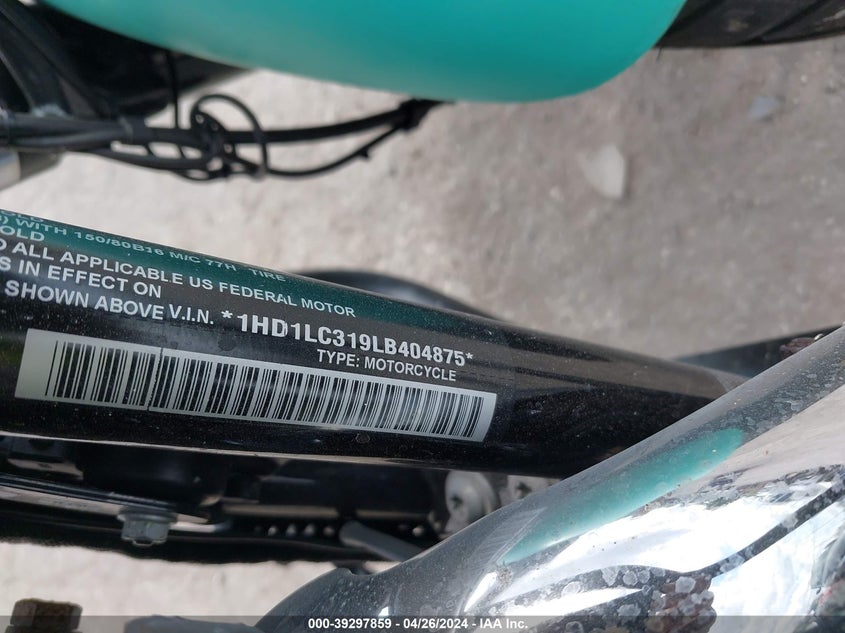 OLD
WITH 150/80B16 M/C 77H TIRE
OLD
ALL APPLICABLE US FEDERAL MOTOR
S IN EFFECT ON
SHOWN ABOVE V.I.N. *1HD1LC319LB404875*
TYPE: MOTORCYCLE
000-39297859 | 04/26/2024 | IAA Inc.